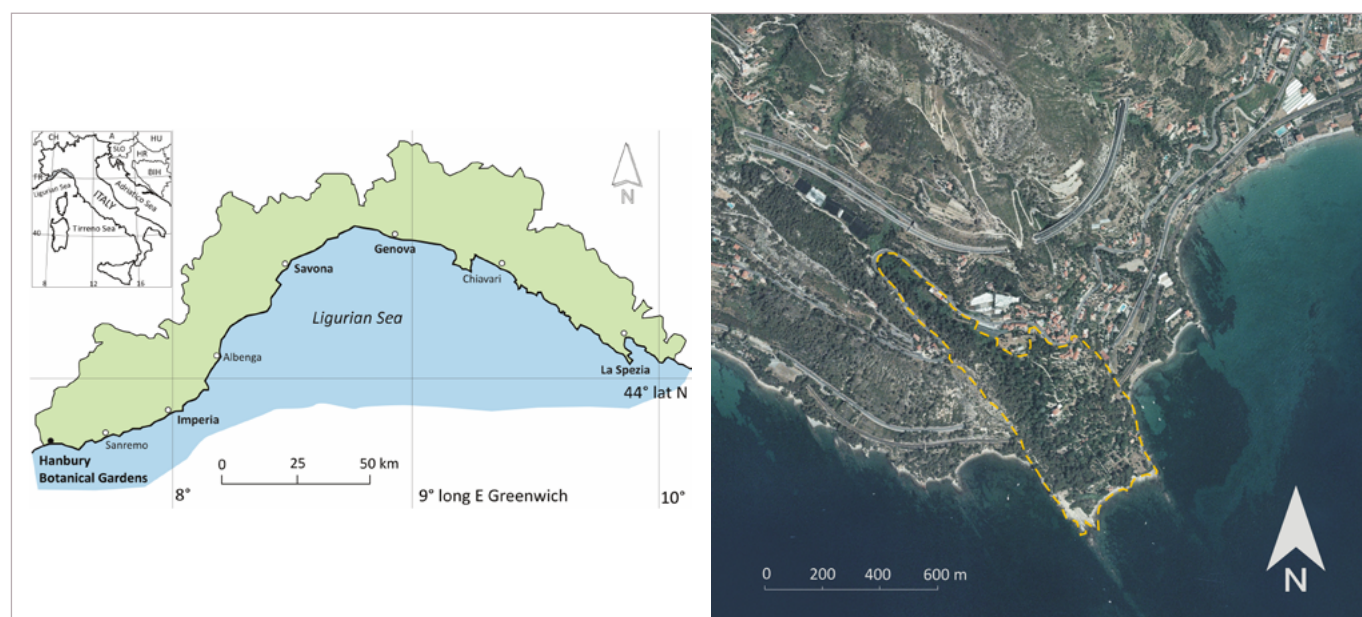 CH
A
HU
SLO
HR
BIH
FR
Ligurian Sea
ITALY
Adriatico Sea
Tirreno Sea
40
8
12
16
N
Genova
Savona
Chiavari
Ligurian Sea
Albenga
La Spezia
44° lat N
Imperia
Sanremo
Hanbury
Botanical Gardens
0
25
50 km
8°
9° long E Greenwich
10°
0
200
400
600 m
N